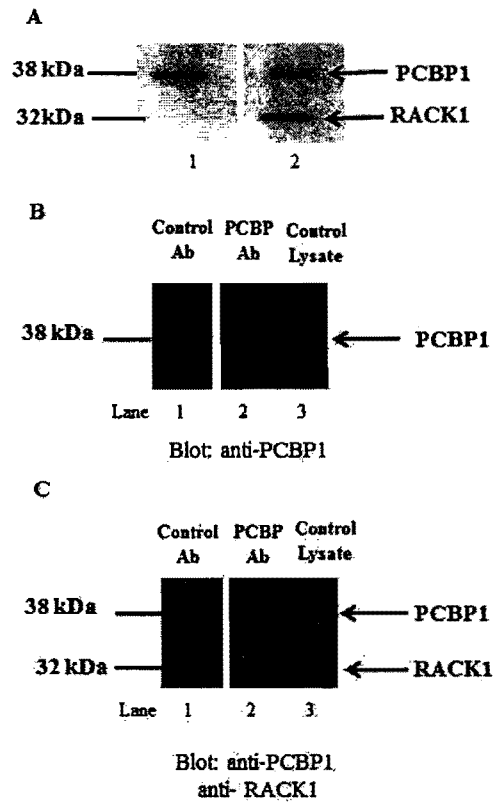 A
38 kDa
PCBP1
32kDa
RACK1
1 2
B
Control Ab
PCBP Ab
Control Lysate
38 kDa
PCBP1
Lane 1 2 3
Blot: anti-PCBP1
C
Control Ab
PCBP Ab
Control Lysate
38 kDa
PCBP1
32 kDa
RACK1
Lane 1 2 3
Blot: anti-PCBP1
anti- RACK1